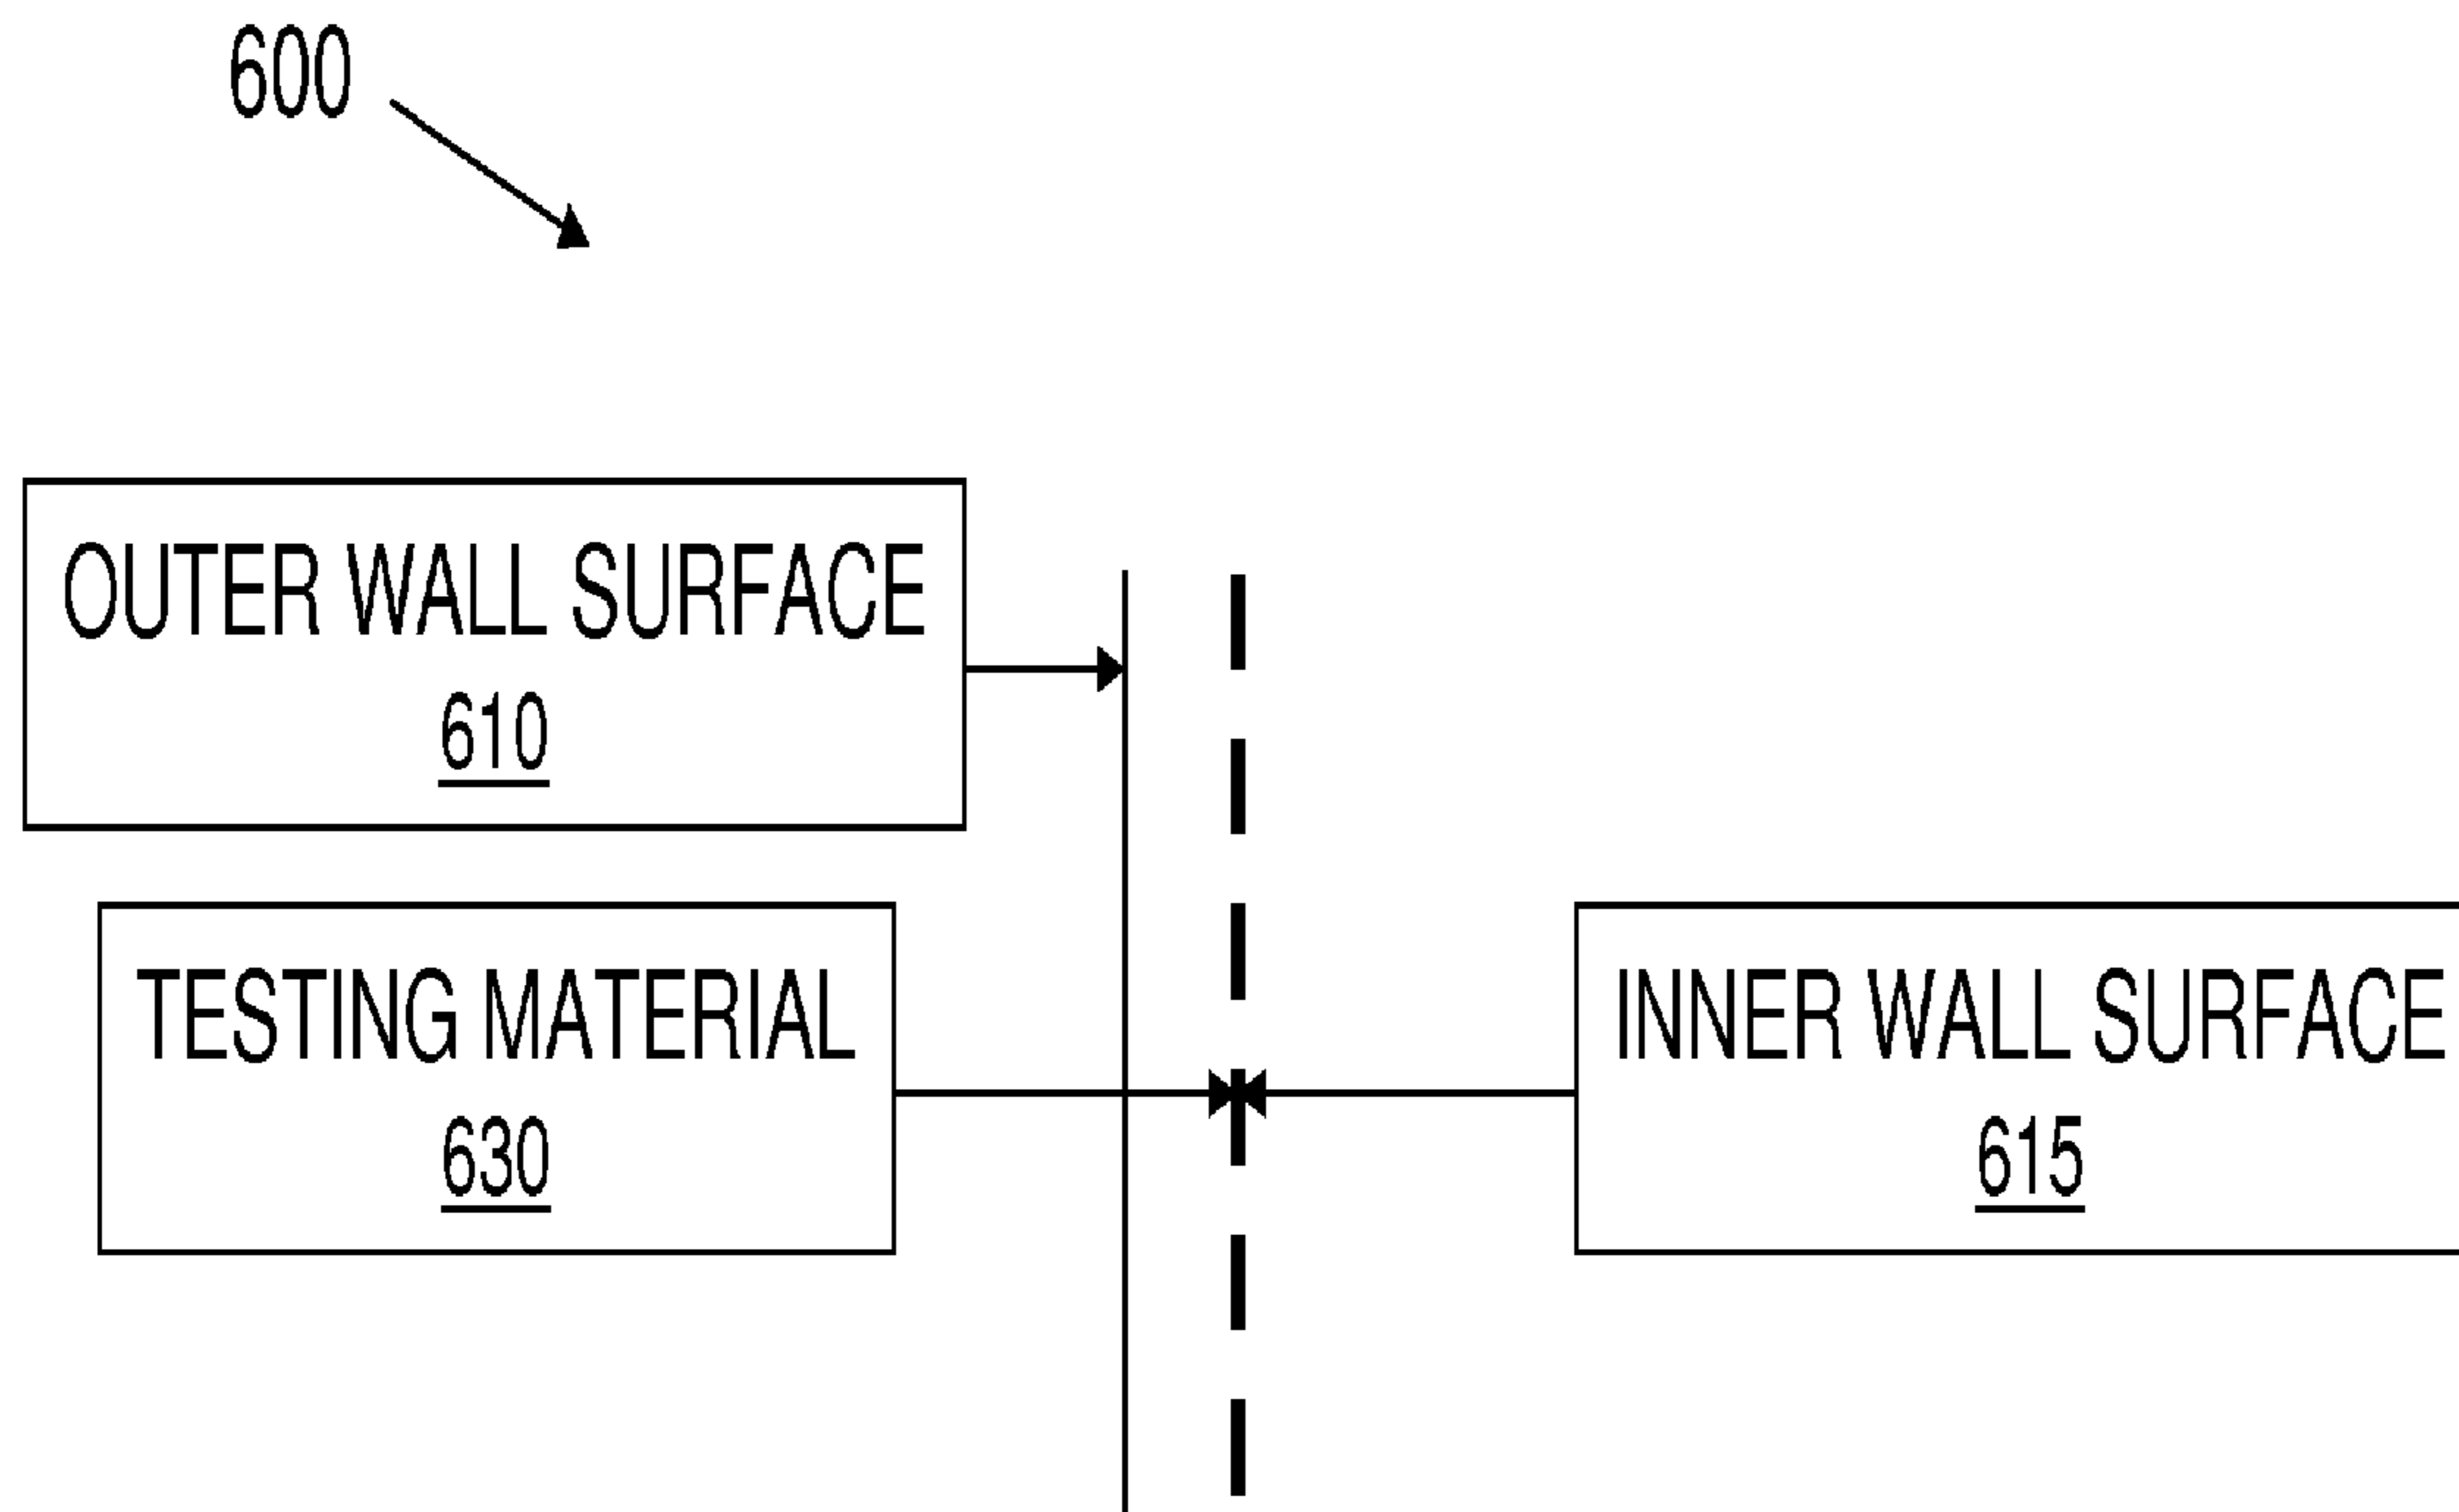 600
OUTER WALL SURFACE
610
TESTING MATERIAL
630
INNER WALL SURFACE
615